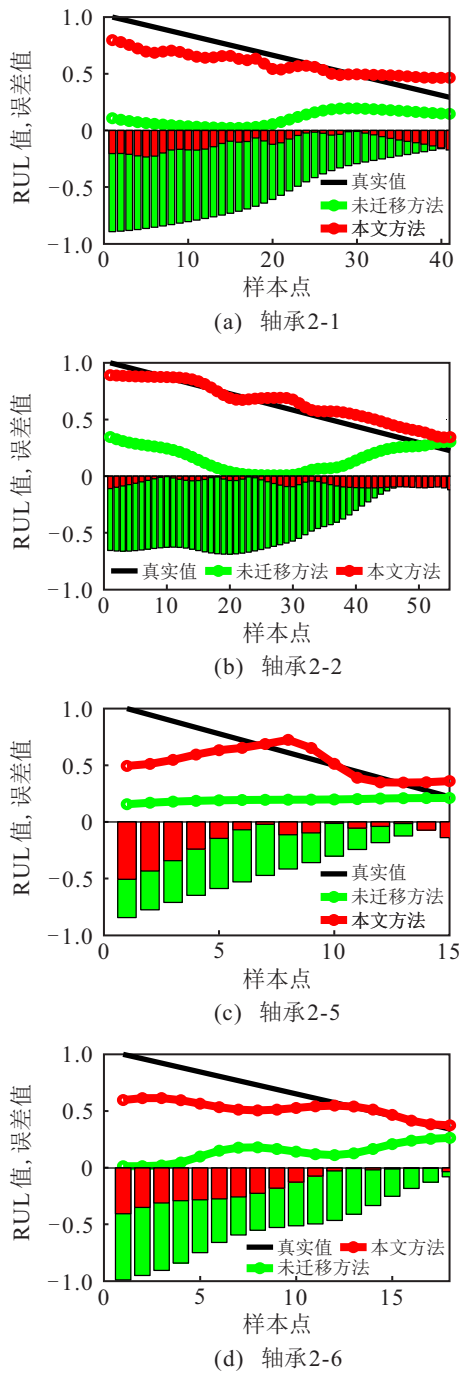 RUL 值, 误差值
1.0
0.5
0
−0.5
−1.0
真实值
未迁移方法
本文方法
0 10 20 30 40
样本点
(a) 轴承2-1
RUL 值, 误差值
1.0
0.5
0
−0.5
−1.0
真实值 未迁移方法 本文方法
0 10 20 30 40 50
样本点
(b) 轴承2-2
RUL 值, 误差值
1.0
0.5
0
−0.5
−1.0
真实值
未迁移方法
本文方法
0 5 10 15
样本点
(c) 轴承2-5
RUL 值, 误差值
1.0
0.5
0
−0.5
−1.0
真实值 本文方法
未迁移方法
0 5 10 15
样本点
(d) 轴承2-6